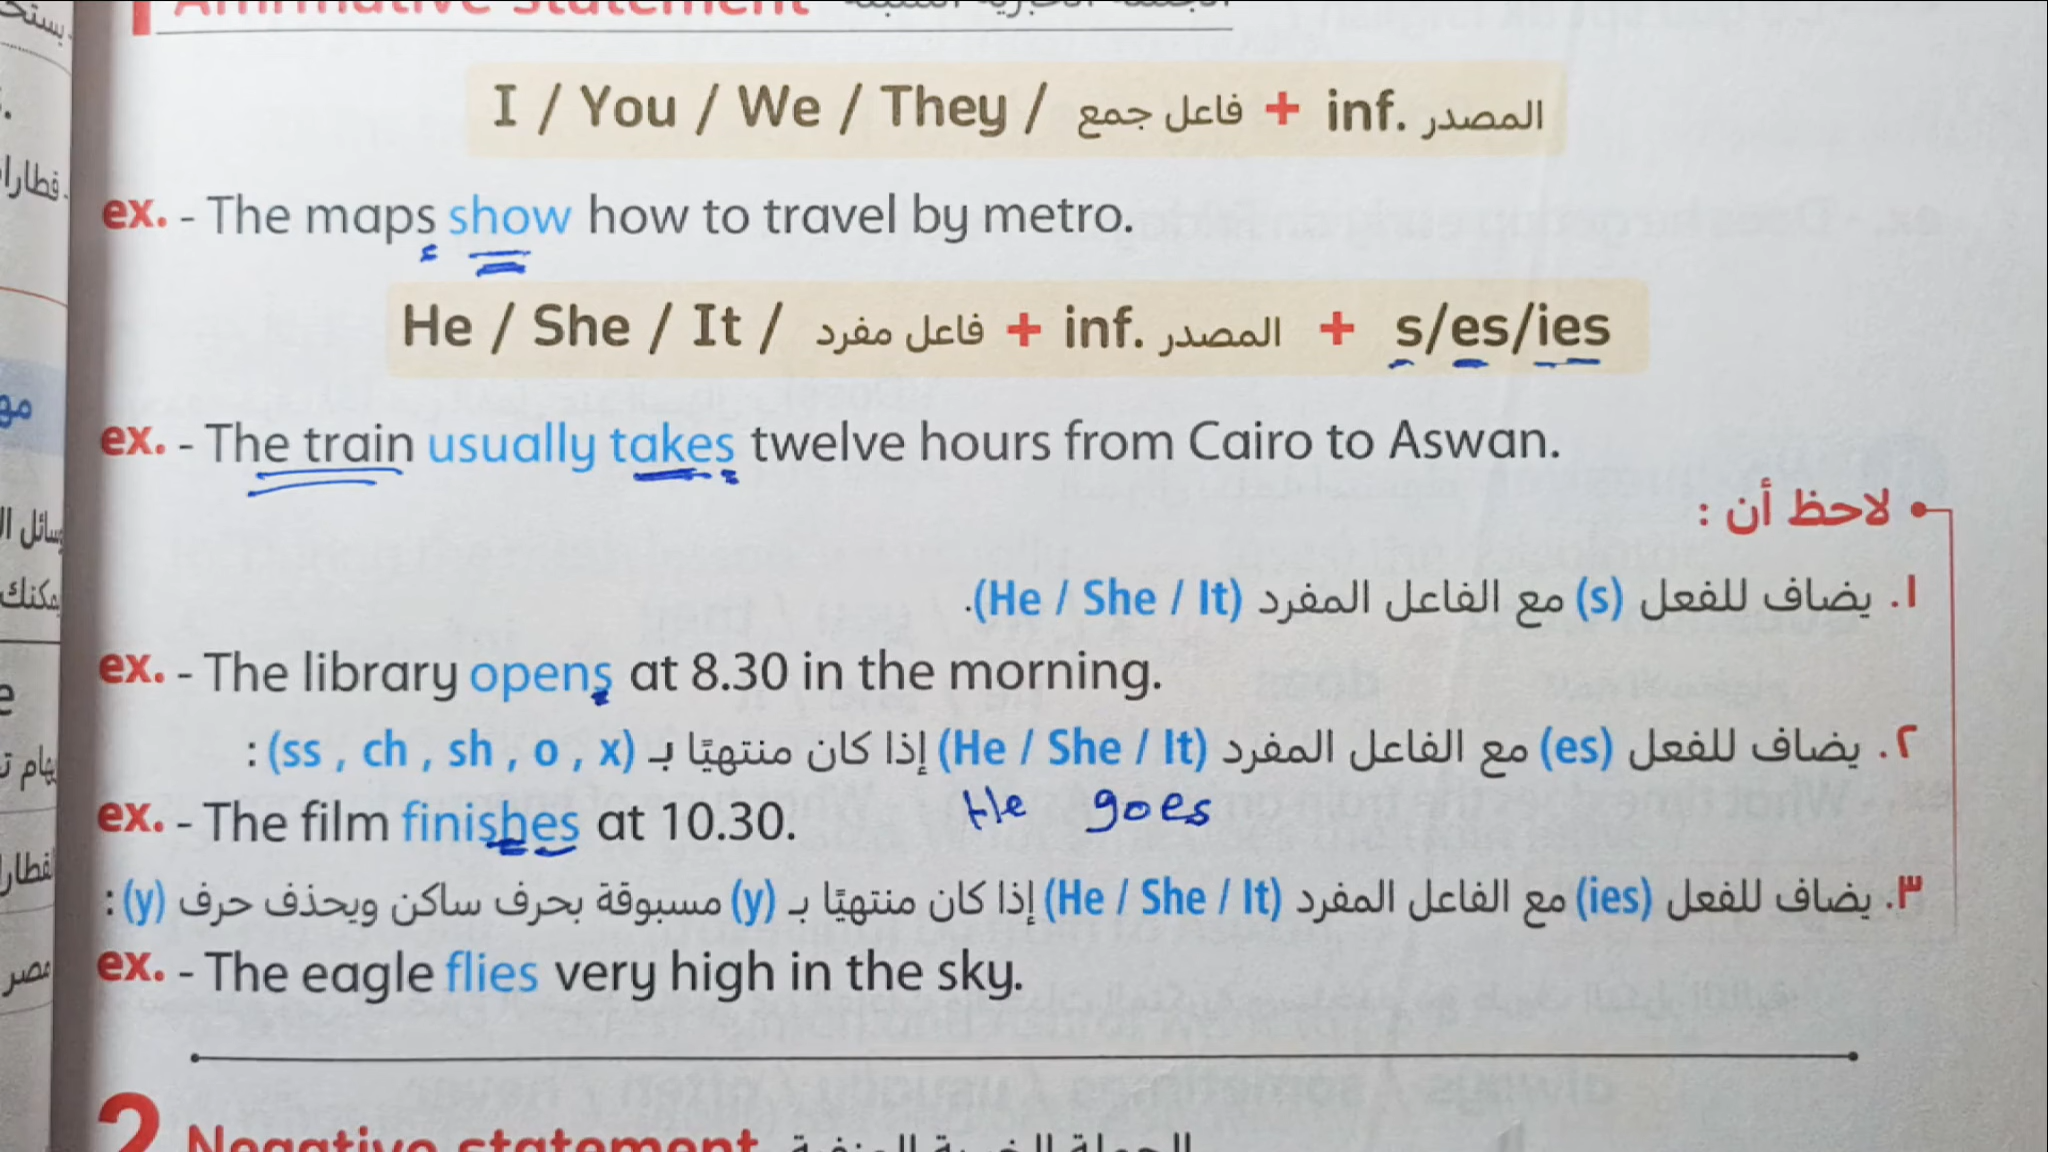 Affirmative statement الجملة الخبرية المثبتة
I / You / We / They / فاعل جمع + inf. المصدر
ex. - The maps show how to travel by metro.
He / She / It / فاعل مفرد + inf. المصدر + s/es/ies
ex. - The train usually takes twelve hours from Cairo to Aswan.
لاحظ أن :
١. يضاف للفعل (s) مع الفاعل المفرد (He / She / It).
ex. - The library opens at 8.30 in the morning.
٢. يضاف للفعل (es) مع الفاعل المفرد (He / She / It) إذا كان منتهيًا بـ (ss , ch , sh , o , x) :
ex. - The film finishes at 10.30.
He goes
٣. يضاف للفعل (ies) مع الفاعل المفرد (He / She / It) إذا كان منتهيًا بـ (y) مسبوقة بحرف ساكن ويحذف حرف (y) :
ex. - The eagle flies very high in the sky.
2 Negative statement الجملة الخبرية المنفية